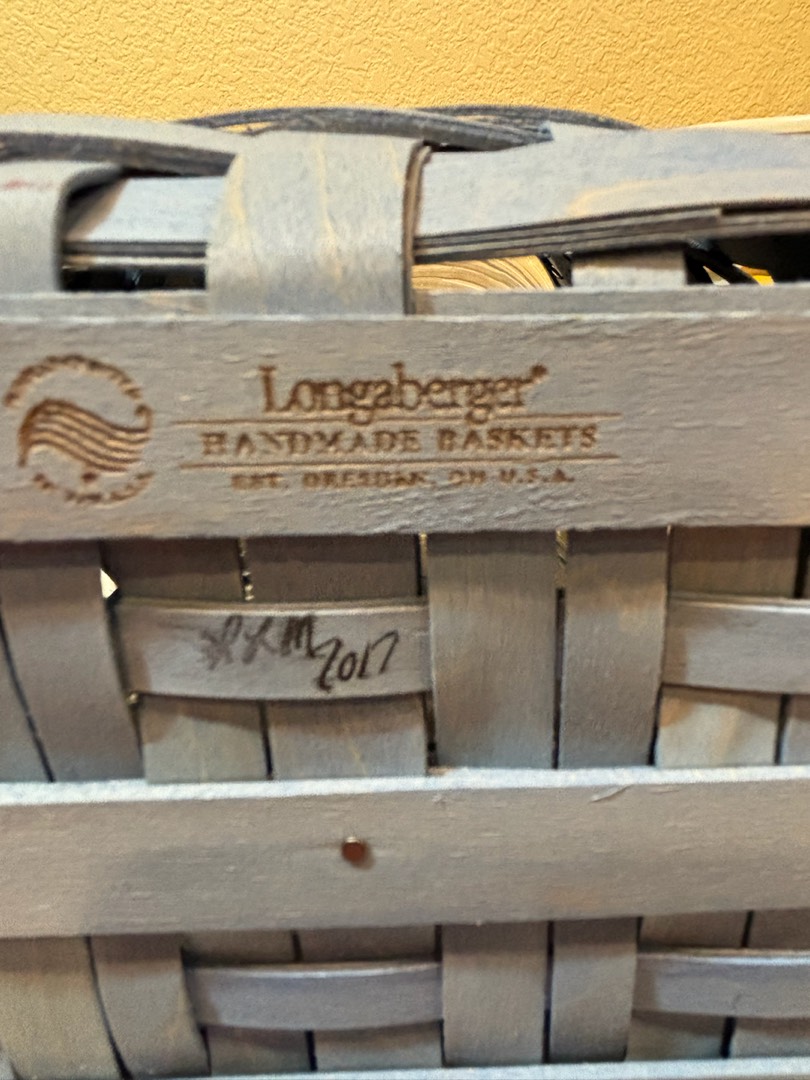 Longaberger®
HANDMADE BASKETS
EST. DRESDEN, OH U.S.A.
2017